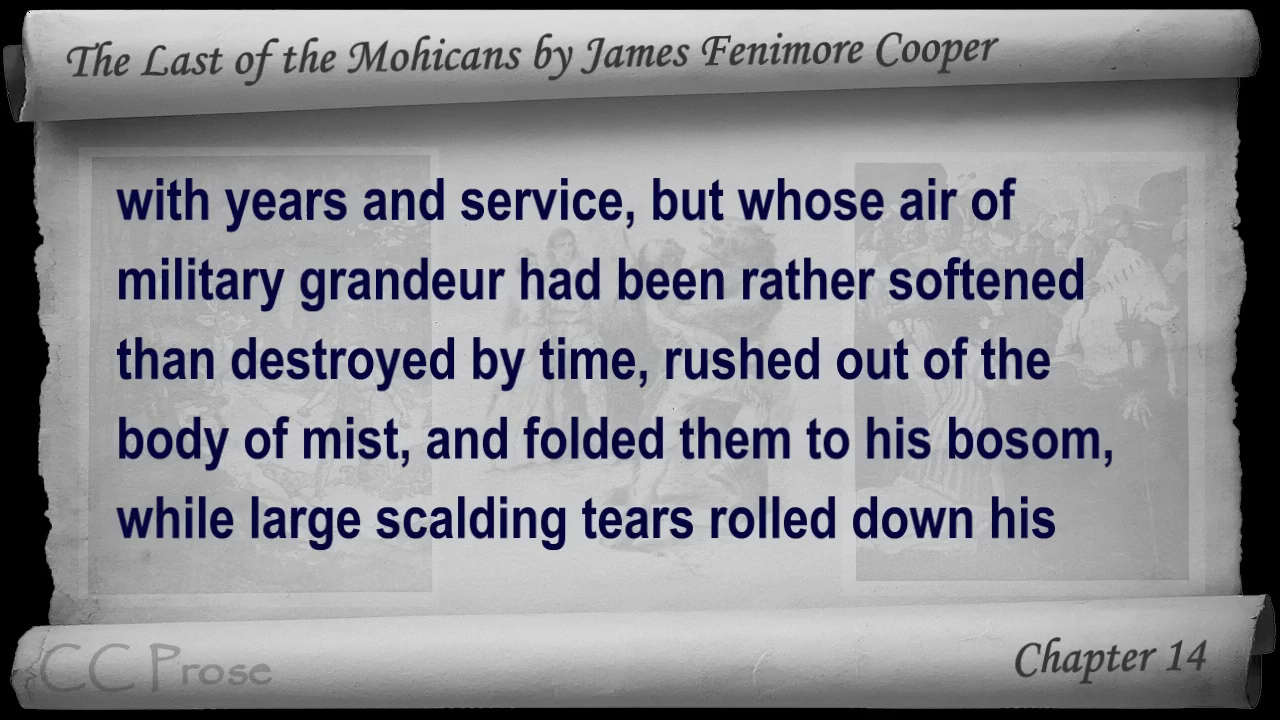 The Last of the Mohicans by James Fenimore Cooper
with years and service, but whose air of
military grandeur had been rather softened
than destroyed by time, rushed out of the
body of mist, and folded them to his bosom,
while large scalding tears rolled down his
CC Prose
Chapter 14